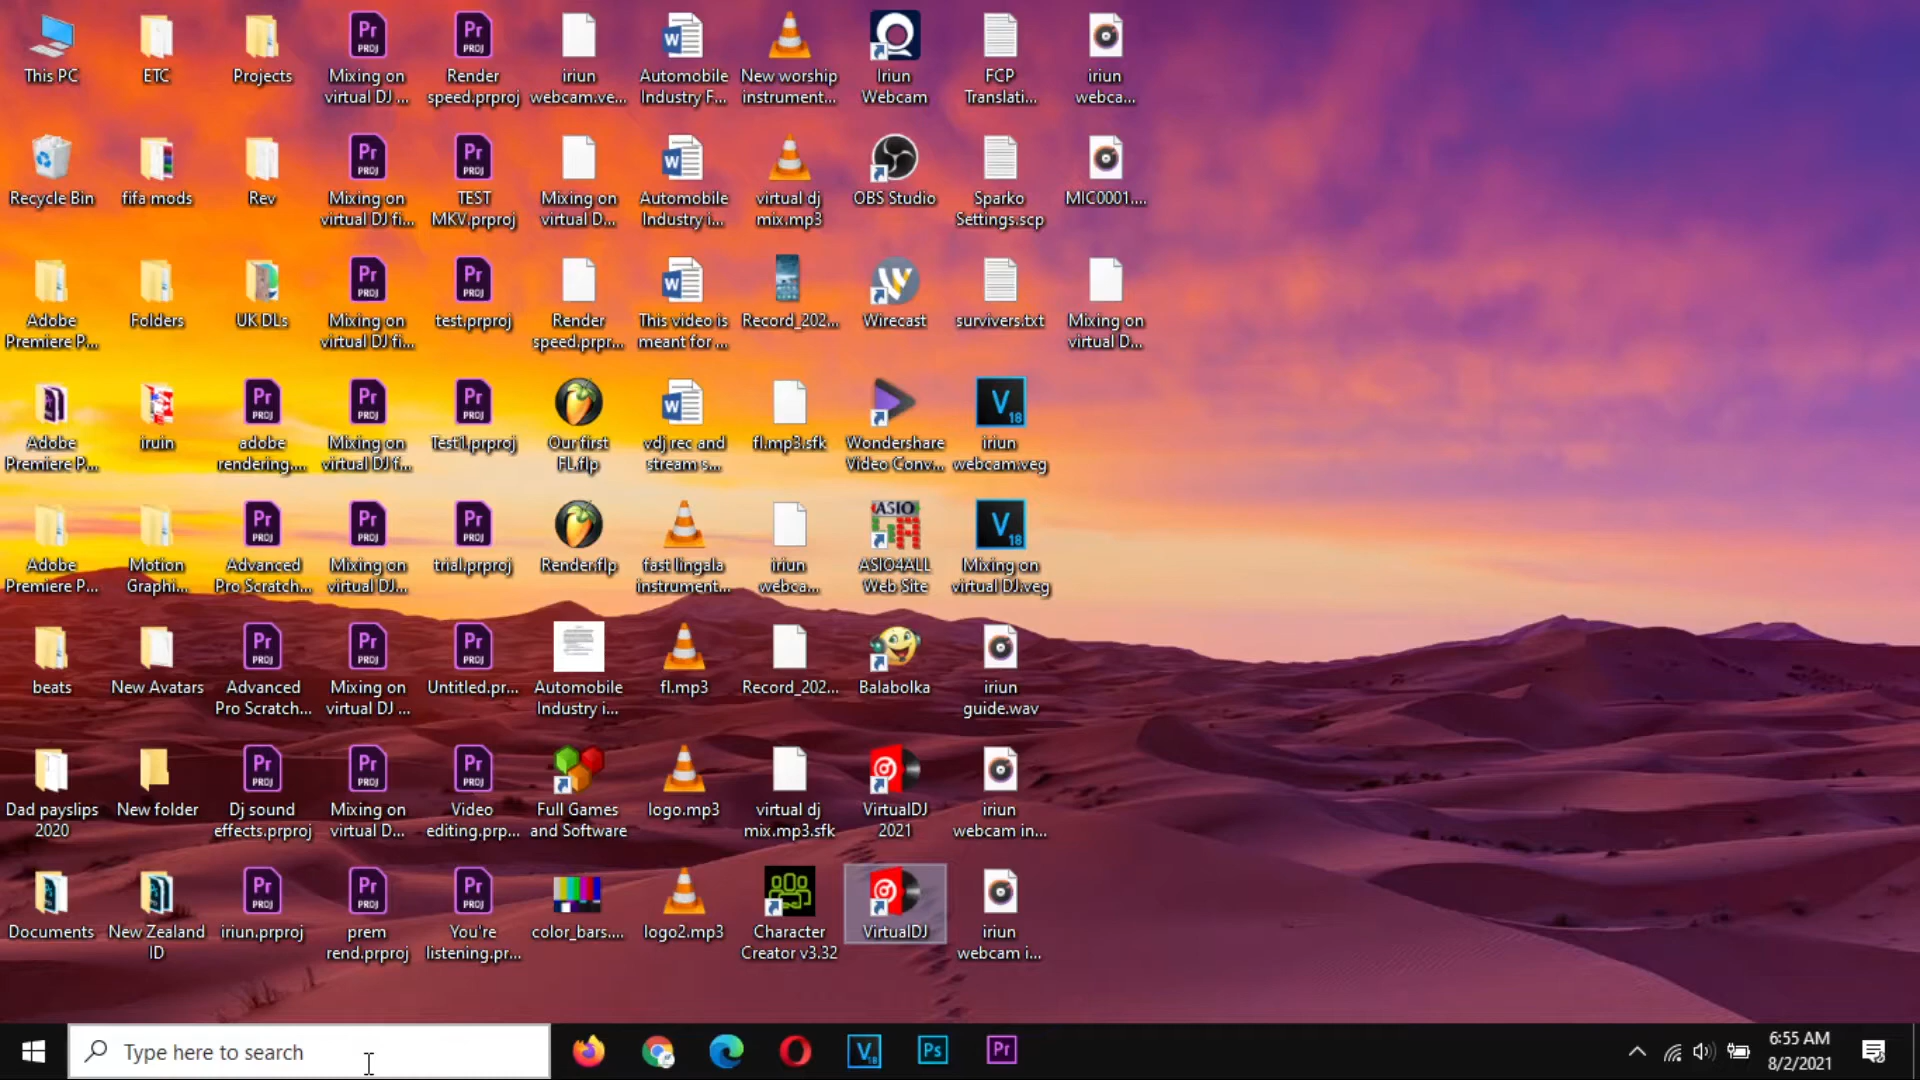 This PC
ETC
Projects
Mixing on
virtual DJ ...
Render
speed.prproj
iriun
webcam.ve...
Automobile
Industry F...
New worship
instrument...
Iriun
Webcam
FCP
Translati...
iriun
webca...
Recycle Bin
fifa mods
Rev
Mixing on
virtual DJ fi...
TEST
MKV.prproj
Mixing on
virtual D...
Automobile
Industry i...
virtual dj
mix.mp3
OBS Studio
Sparko
Settings.scp
MIC0001....
Adobe
Premiere P...
Folders
UK DLs
Mixing on
virtual DJ fi...
test.prproj
Render
speed.prpr...
This video is
meant for ...
Record_202...
Wirecast
survivers.txt
Mixing on
virtual D...
Adobe
Premiere P...
iruin
adobe
rendering....
Mixing on
virtual DJ f...
Test1.prproj
Our first
FL.flp
vdj rec and
stream s...
fl.mp3.sfk
Wondershare
Video Conv...
iriun
webcam.veg
Adobe
Premiere P...
Motion
Graphi...
Advanced
Pro Scratch...
Mixing on
virtual DJ...
trial.prproj
Render.flp
fast lingala
instrument...
iriun
webca...
ASIO4ALL
Web Site
Mixing on
virtual DJ.veg
beats
New Avatars
Advanced
Pro Scratch...
Mixing on
virtual DJ ...
Untitled.pr...
Automobile
Industry i...
fl.mp3
Record_202...
Balabolka
iriun
guide.wav
Dad payslips
2020
New folder
Dj sound
effects.prproj
Mixing on
virtual D...
Video
editing.prp...
Full Games
and Software
logo.mp3
virtual dj
mix.mp3.sfk
VirtualDJ
2021
iriun
webcam in...
Documents
New Zealand
ID
iriun.prproj
prem
rend.prproj
You're
listening.pr...
color_bars....
logo2.mp3
Character
Creator v3.32
VirtualDJ
iriun
webcam i...
Type here to search
6:55 AM
8/2/2021